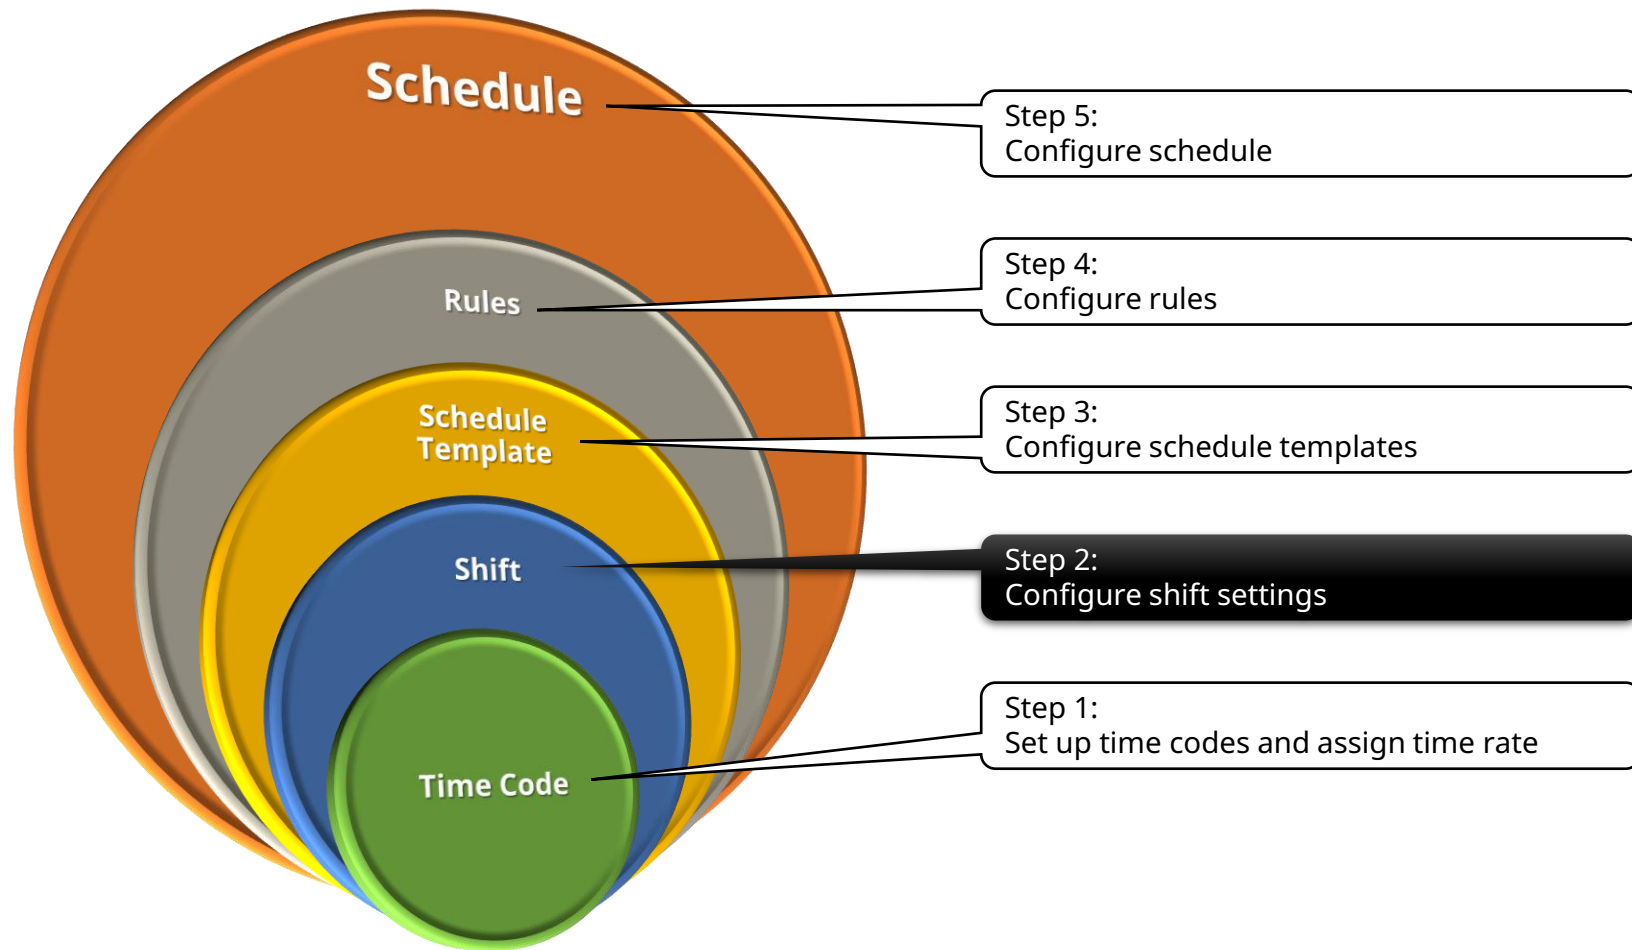 Schedule
Step 5:
Configure schedule
Rules
Step 4:
Configure rules
Schedule
Template
Step 3:
Configure schedule templates
Shift
Step 2:
Configure shift settings
Time Code
Step 1:
Set up time codes and assign time rate